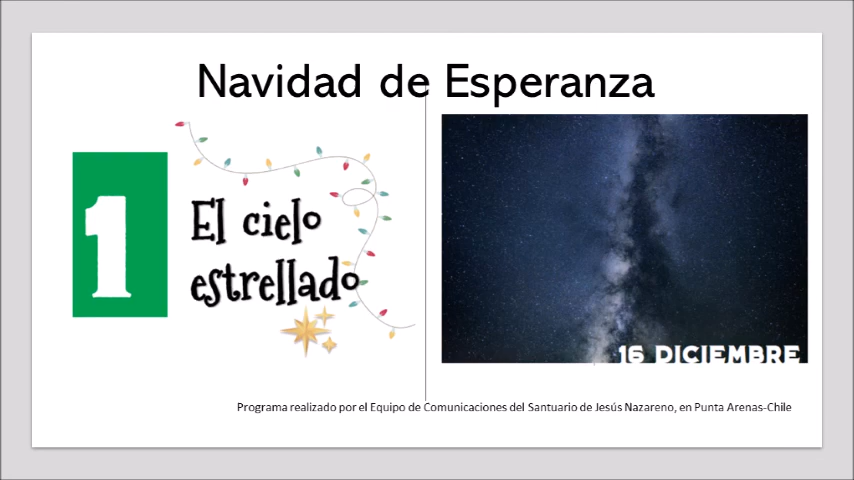 Navidad de Esperanza
1
El cielo
estrellado
16 DICIEMBRE
Programa realizado por el Equipo de Comunicaciones del Santuario de Jesús Nazareno, en Punta Arenas-Chile